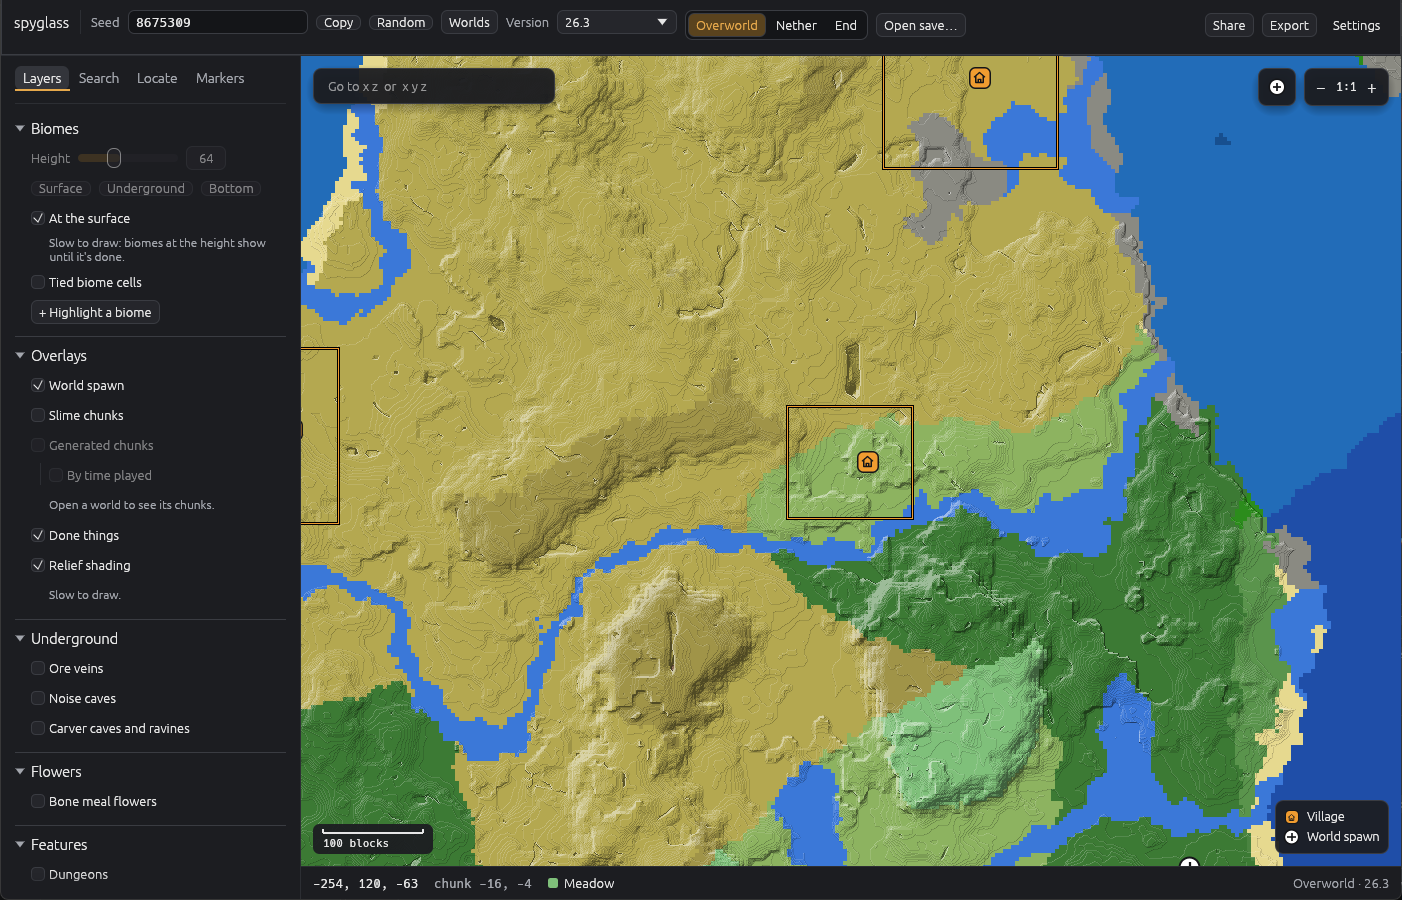 spyglass
Seed 8675309 Copy Random Worlds Version 26.3 Overworld Nether End Open save... Share Export Settings
Layers Search Locate Markers
Go to x z or x y z
1:1
Biomes
Height 64
Surface Underground Bottom
At the surface
Slow to draw: biomes at the height show
until it's done.
Tied biome cells
+ Highlight a biome
Overlays
World spawn
Slime chunks
Generated chunks
By time played
Open a world to see its chunks.
Done things
Relief shading
Slow to draw.
Underground
Ore veins
Noise caves
Carver caves and ravines
Flowers
Bone meal flowers
Features
Dungeons
100 blocks
Village
World spawn
-254, 120, -63 chunk -16, -4 Meadow
Overworld · 26.3